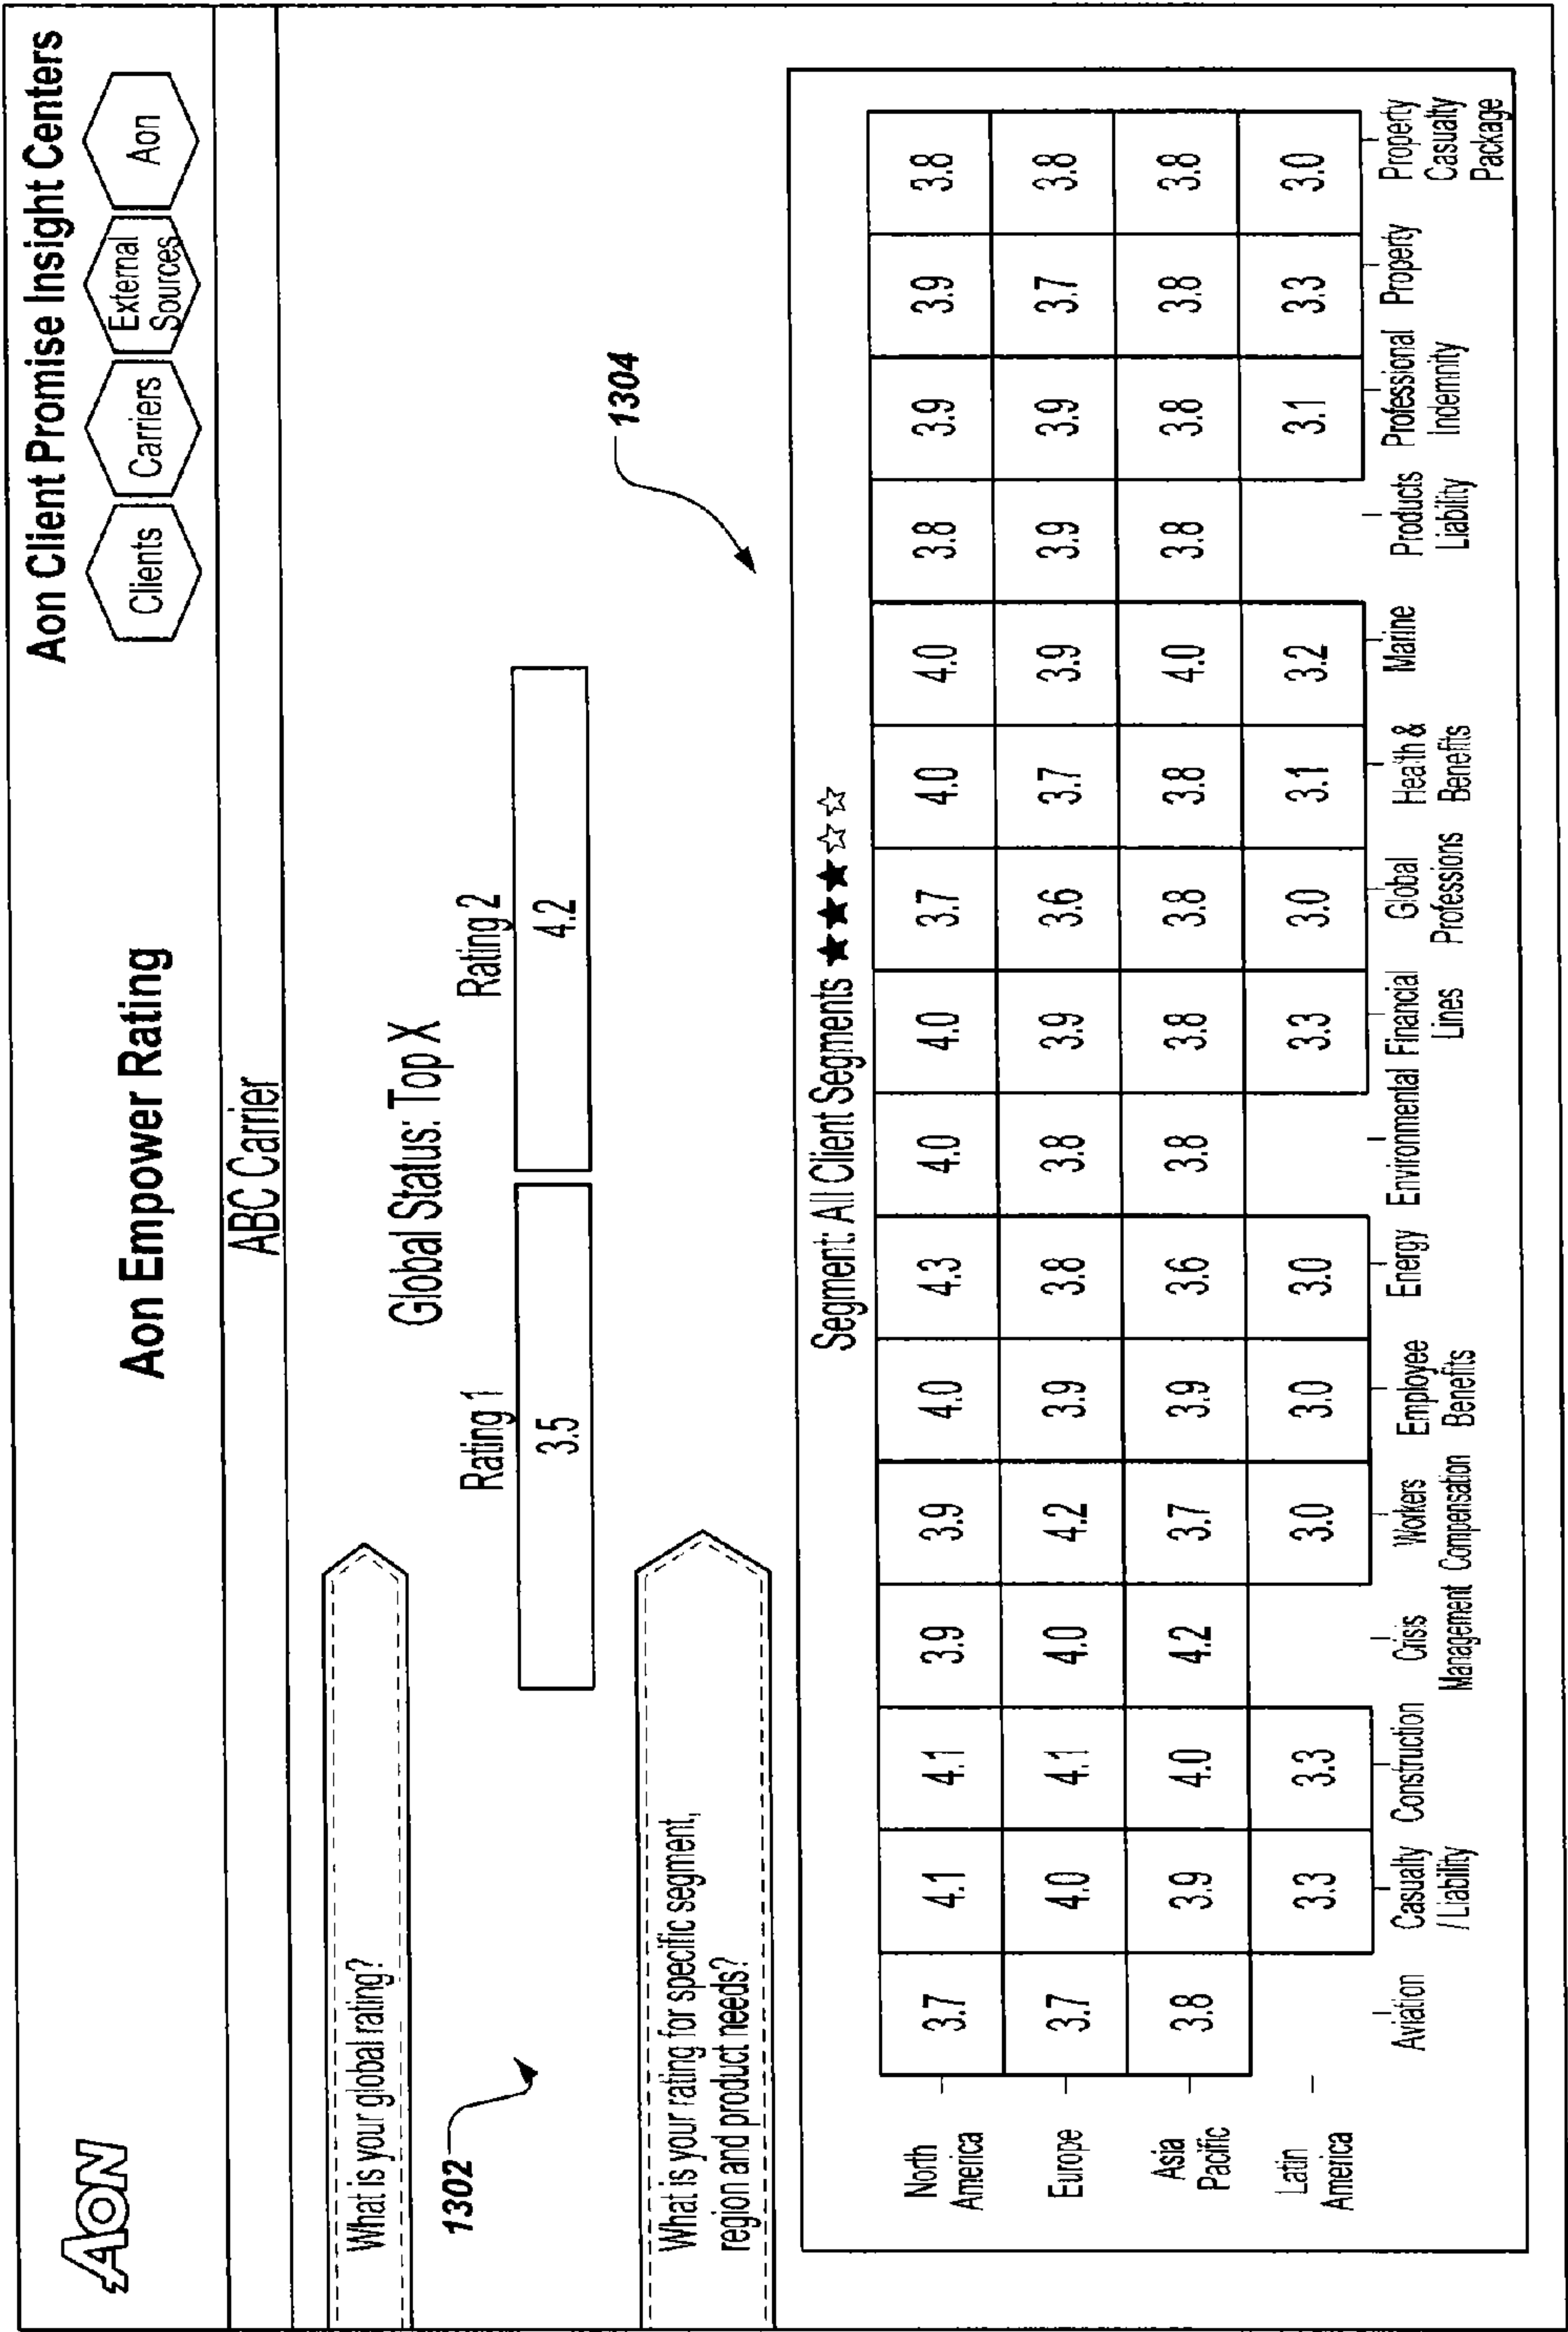 AON
Aon Empower Rating
Aon Client Promise Insight Centers
Clients
Carriers
External
Sources
Aon
ABC Carrier
What is your global rating?
Global Status: Top X
1302
Rating 1
Rating 2
3.5
4.2
What is your rating for specific segment,
region and product needs?
1304
Segment: All Client Segments ★★★☆☆
North
America
3.7 4.1 4.1 3.9 3.9 4.0 4.3 4.0 4.0 3.7 4.0 4.0 3.8 3.9 3.9 3.8
Europe
3.7 4.0 4.1 4.0 4.2 3.9 3.8 3.8 3.9 3.6 3.7 3.9 3.9 3.9 3.7 3.8
Asia
Pacific
3.8 3.9 4.0 4.2 3.7 3.9 3.6 3.8 3.8 3.8 3.8 4.0 3.8 3.8 3.8 3.8
Latin
America
3.3 3.3 3.0 3.0 3.0 3.3 3.0 3.1 3.2 3.1 3.3 3.0
Aviation
Casualty
/ Liability
Construction
Crisis
Management
Workers
Compensation
Employee
Benefits
Energy
Environmental
Financial
Lines
Global
Professions
Health &
Benefits
Marine
Products
Liability
Professional
Indemnity
Property
Property
Casualty
Package